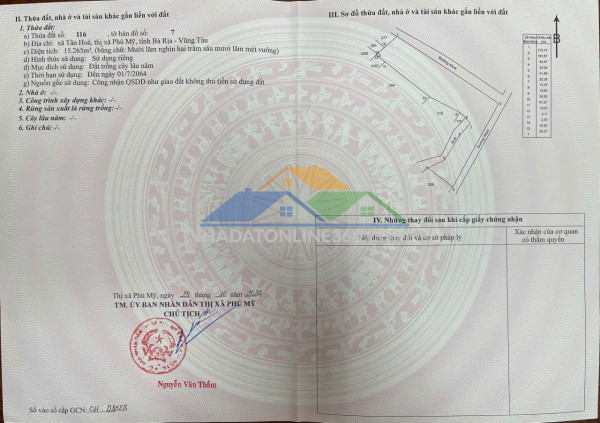 II. Thửa đất, nhà ở và tài sản khác gắn liền với đất
1. Thửa đất:
a) Thửa đất số: 116 , tờ bản đồ số: 7
b) Địa chỉ: xã Tân Hoà, thị xã Phú Mỹ, tỉnh Bà Rịa - Vũng Tàu
c) Diện tích: 15.265m², (bằng chữ: Mười lăm nghìn hai trăm sáu mươi lăm mét vuông)
d) Hình thức sử dụng: Sử dụng riêng
đ) Mục đích sử dụng: Đất trồng cây lâu năm
e) Thời hạn sử dụng: Đến ngày 01/7/2064
g) Nguồn gốc sử dụng: Công nhận QSDĐ như giao đất không thu tiền sử dụng đất
2. Nhà ở: -/-
3. Công trình xây dựng khác: -/-
4. Rừng sản xuất là rừng trồng: -/-
5. Cây lâu năm: -/-
6. Ghi chú: -/-
Thị xã Phú Mỹ, ngày tháng năm
TM. ỦY BAN NHÂN DÂN THỊ XÃ PHÚ MỸ
CHỦ TỊCH
Nguyễn Văn Thắm
Số vào sổ cấp GCN:
III. Sơ đồ thửa đất, nhà ở và tài sản khác gắn liền với đất
IV. Những thay đổi sau khi cấp giấy chứng nhận
Nội dung thay đổi và cơ sở pháp lý
Xác nhận của cơ quan
có thẩm quyền